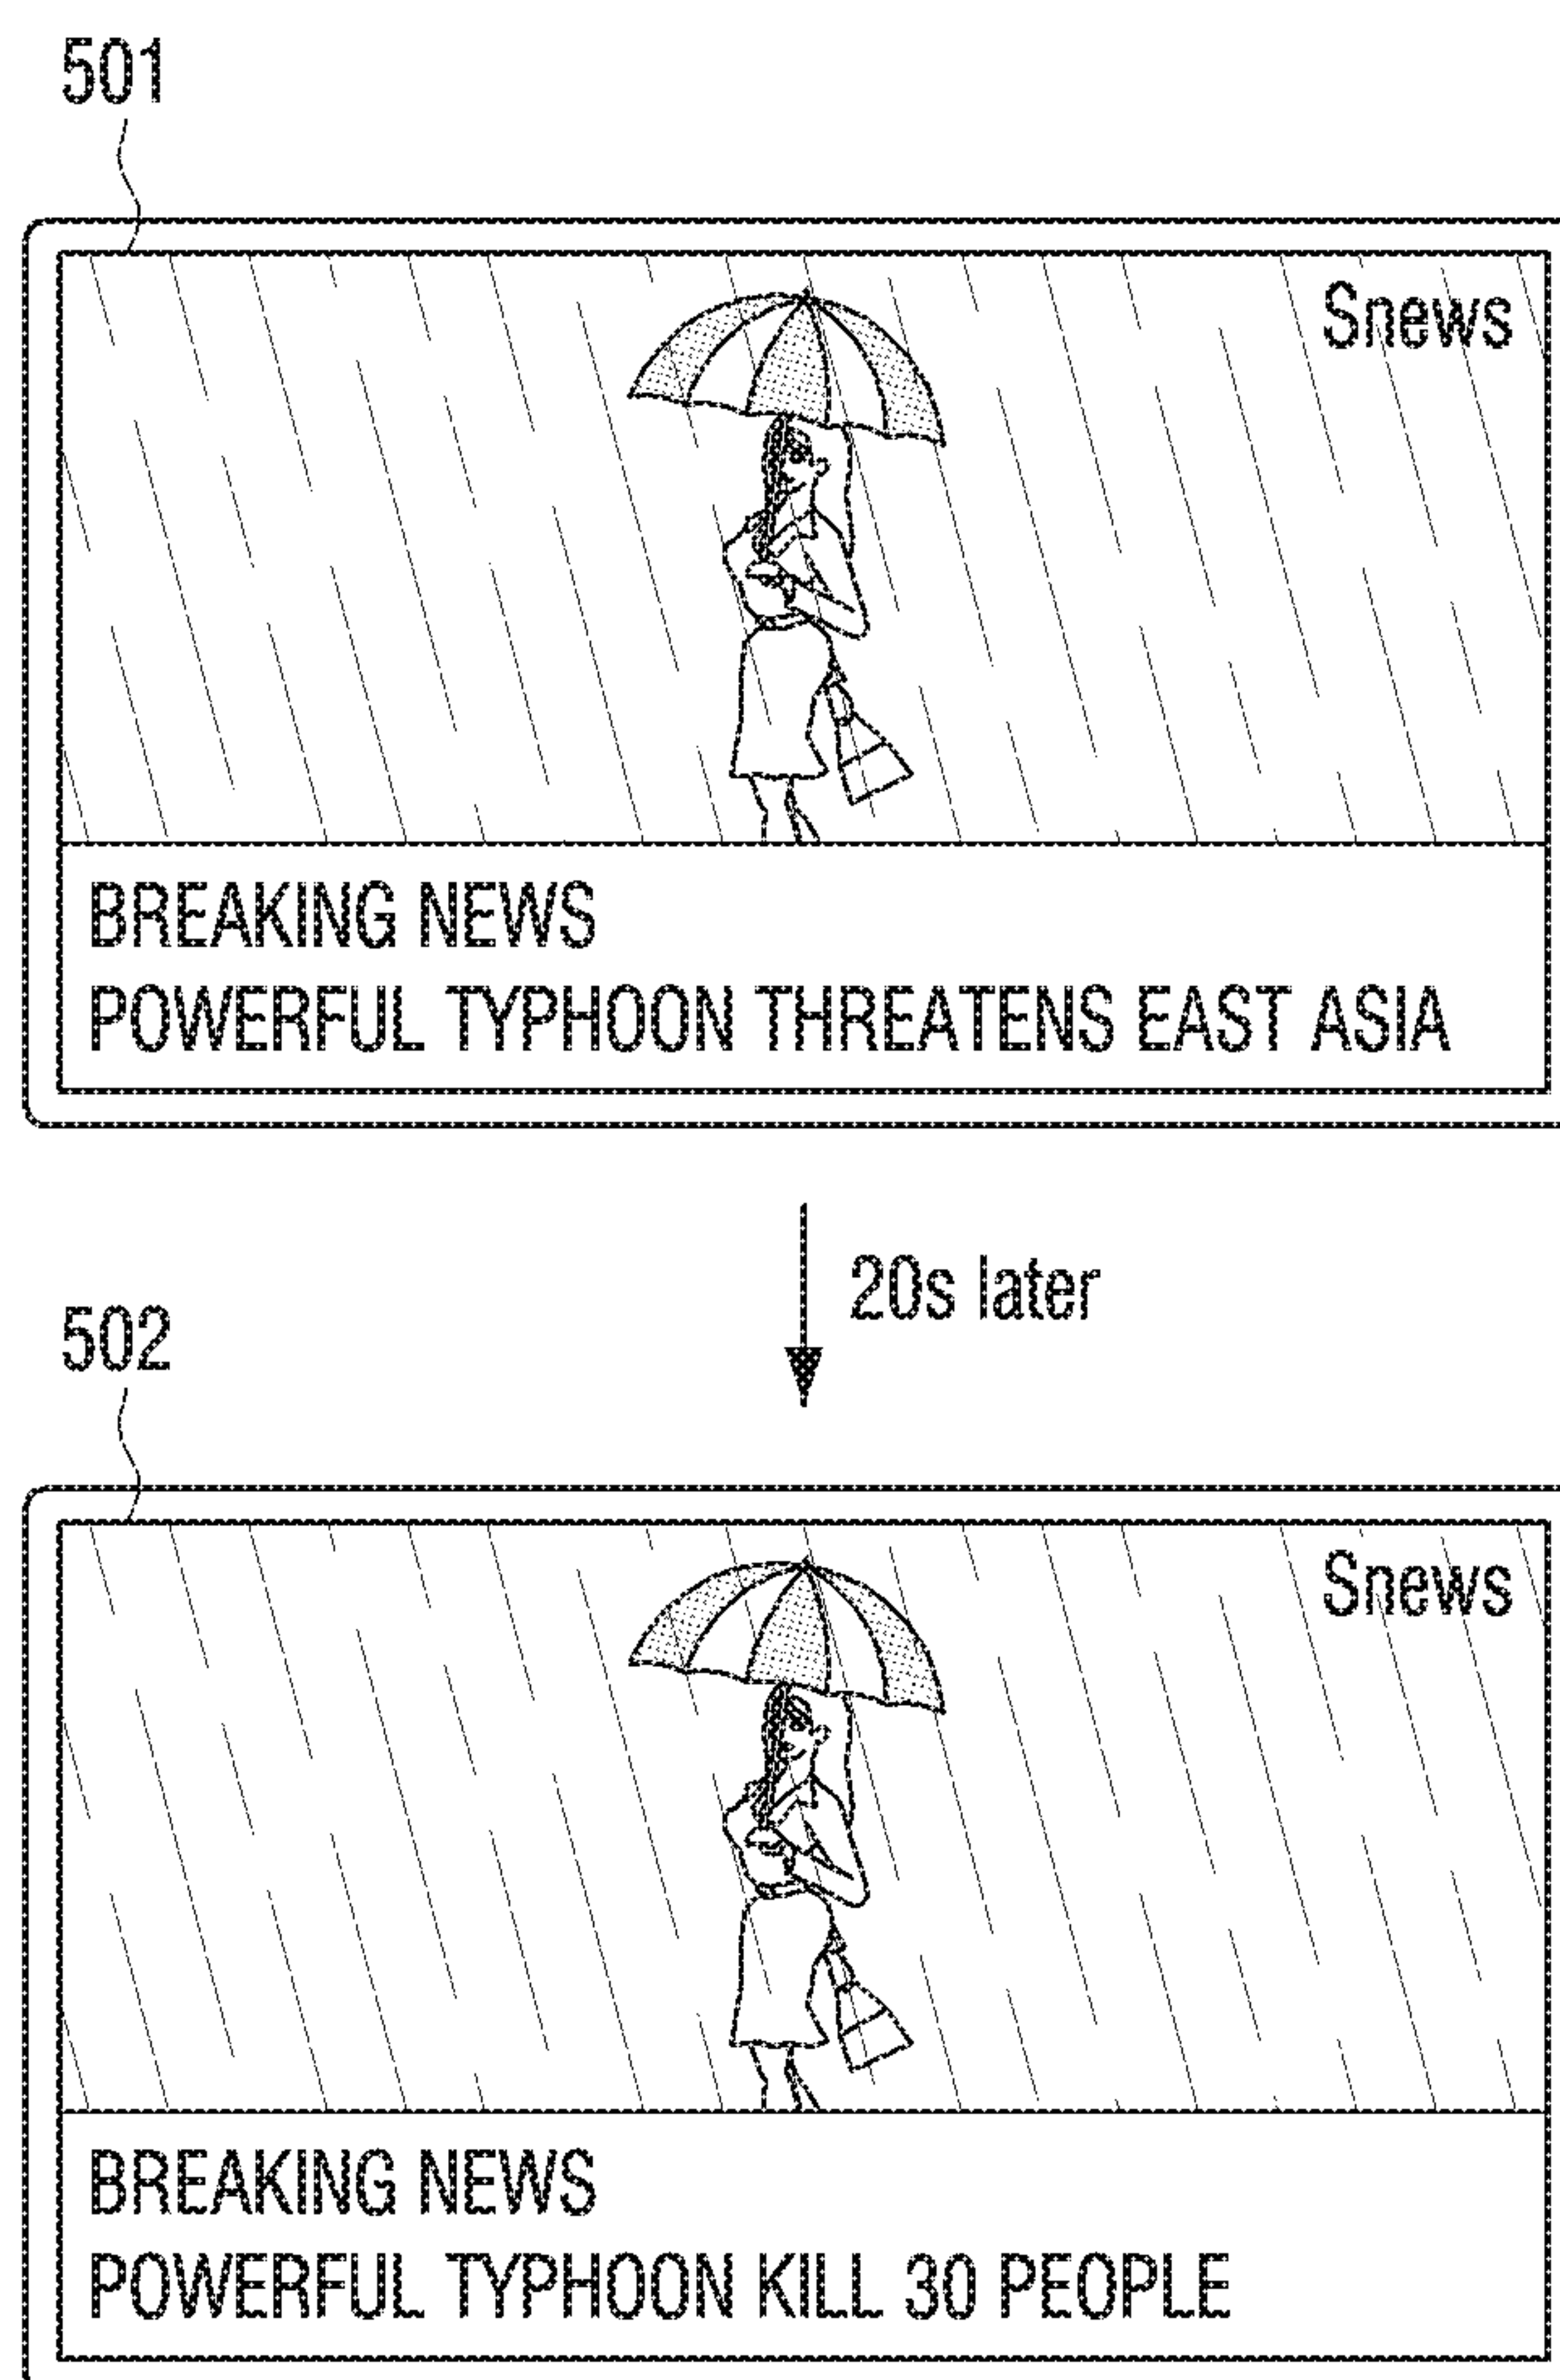 501
Snews
BREAKING NEWS
POWERFUL TYPHOON THREATENS EAST ASIA
20s later
502
Snews
BREAKING NEWS
POWERFUL TYPHOON KILL 30 PEOPLE